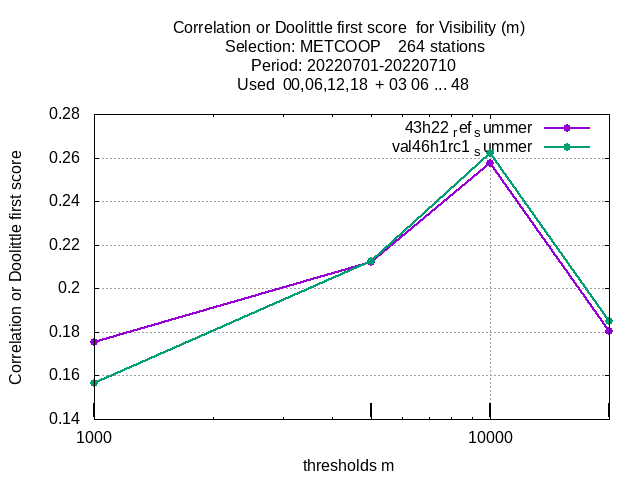 Correlation or Doolittle first score  for Visibility (m)
Selection: METCOOP    264 stations
Period: 20220701-20220710
Used  00,06,12,18  + 03 06 ... 48
0.28
0.26
0.24
0.22
0.2
0.18
0.16
0.14
Correlation or Doolittle first score
43h22 ref summer
val46h1rc1 summer
1000
10000
thresholds m